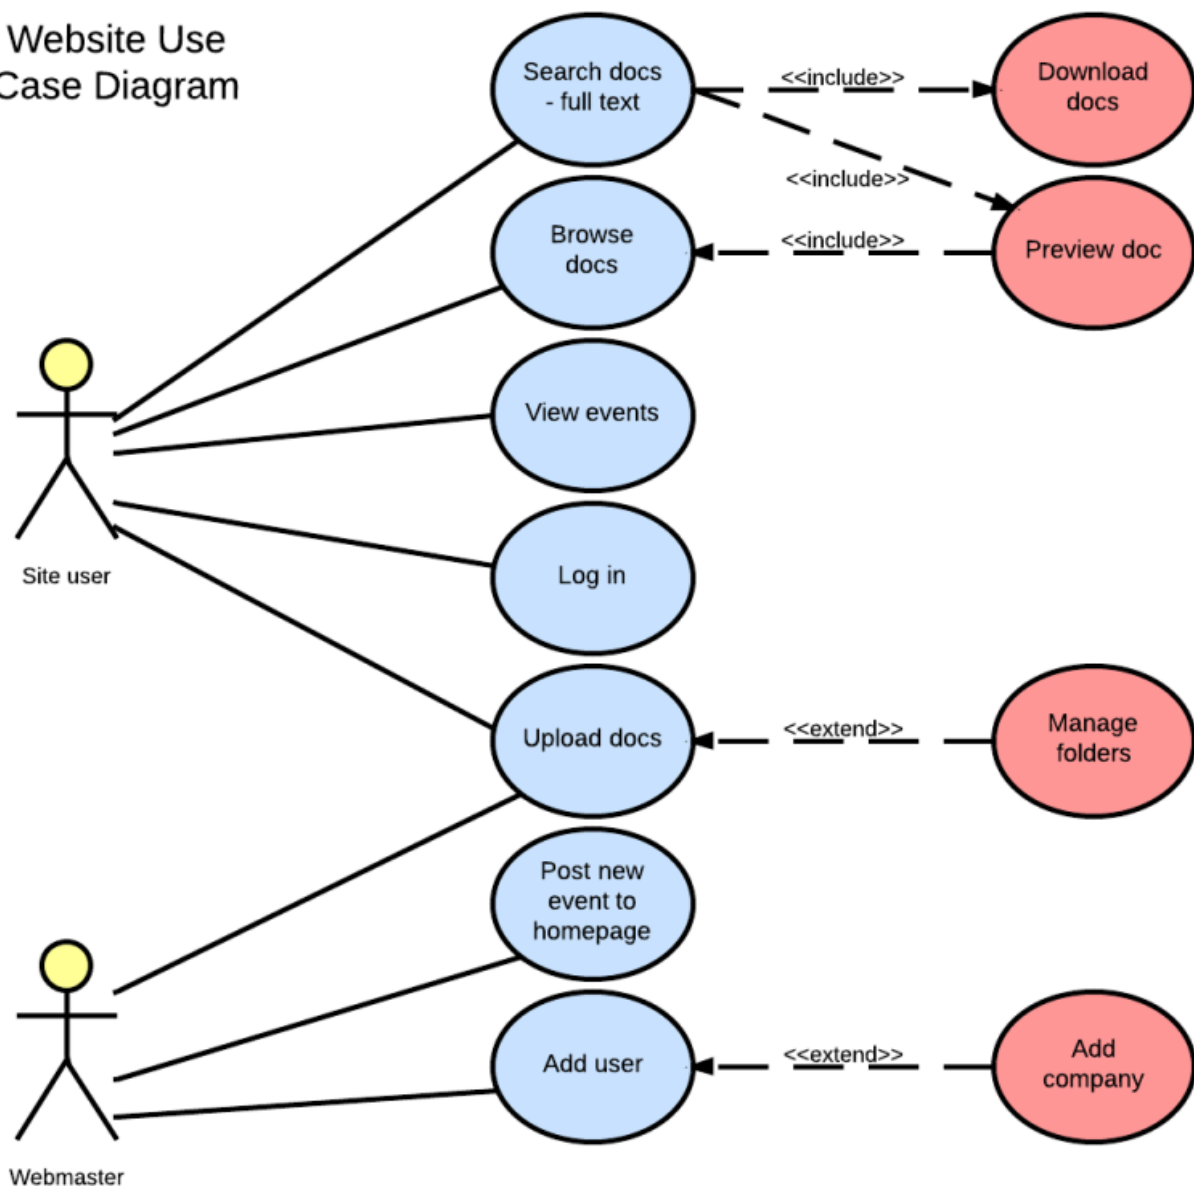 Website Use
Case Diagram
Search docs
- full text
<<include>>
Download
docs
<<include>>
Browse
docs
<<include>>
Preview doc
View events
Log in
Site user
Upload docs
<<extend>>
Manage
folders
Post new
event to
homepage
Add user
<<extend>>
Add
company
Webmaster